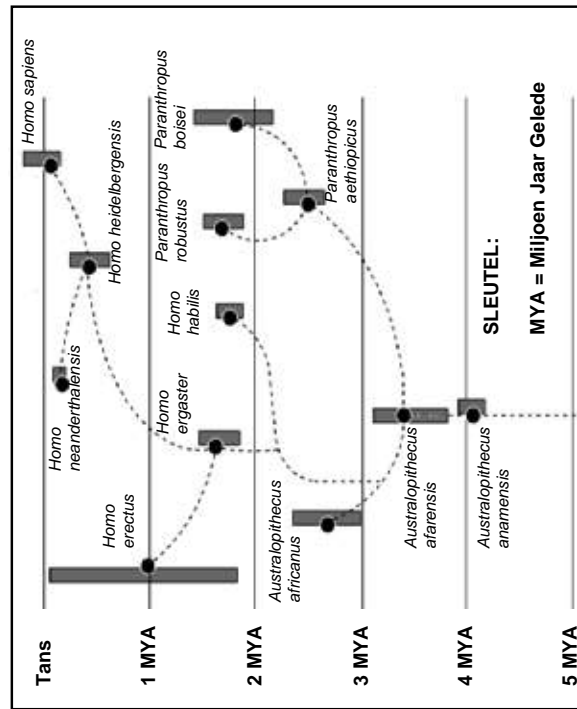 Homo sapiens
Homo heidelbergensis
Homo
neanderthalensis
Paranthropus
boisei
Paranthropus
robustus
Paranthropus
aethiopicus
Homo
habilis
Homo
ergaster
Homo
erectus
Australopithecus
africanus
Australopithecus
afarensis
Australopithecus
anamensis
Tans
1 MYA
2 MYA
3 MYA
4 MYA
5 MYA
SLEUTEL:
MYA = Miljoen Jaar Gelede